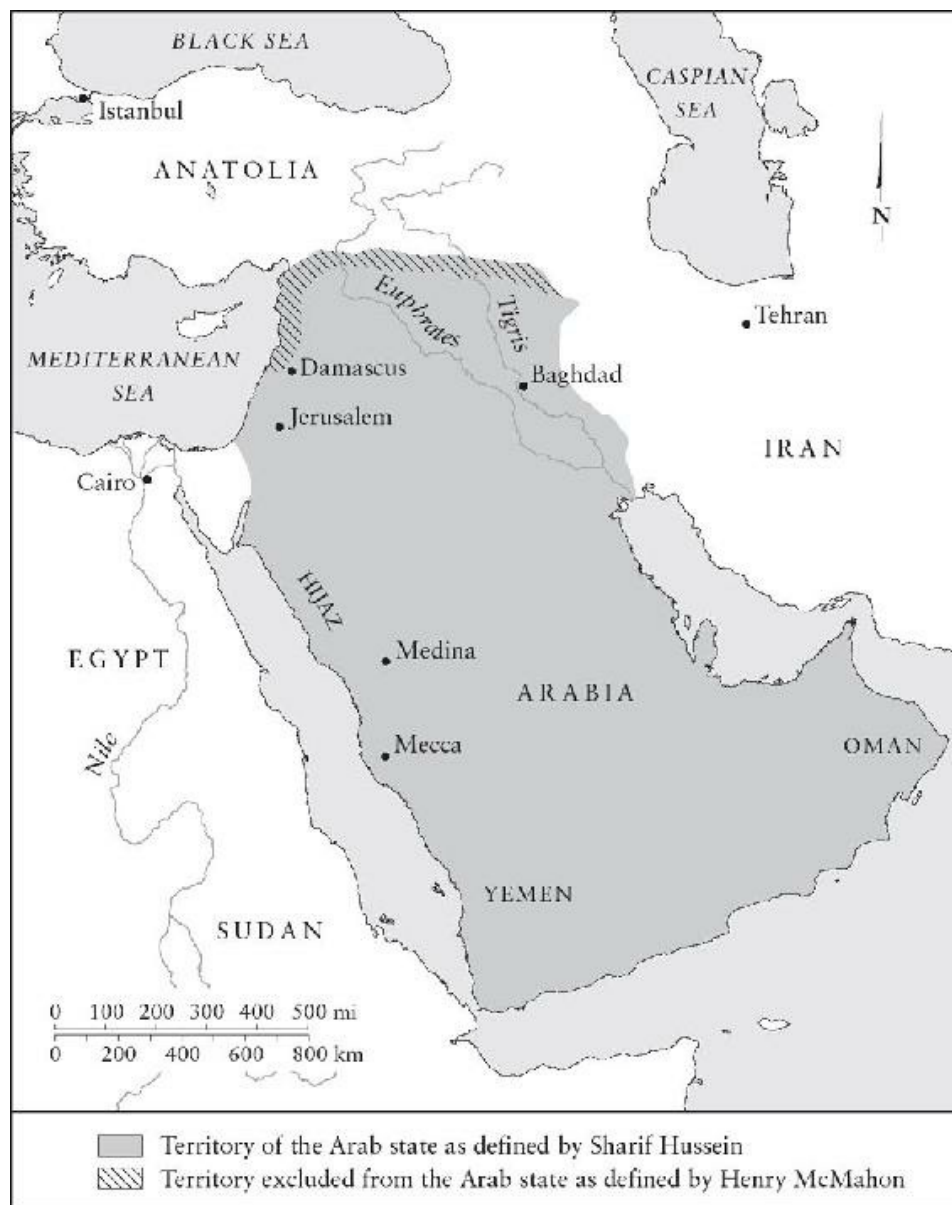 BLACK SEA
CASPIAN
SEA
Istanbul
ANATOLIA
N
Euphrates
Tigris
Tehran
MEDITERRANEAN
SEA
Damascus
Baghdad
Jerusalem
IRAN
Cairo
HIJAZ
EGYPT
Medina
ARABIA
Nile
Mecca
OMAN
YEMEN
SUDAN
0 100 200 300 400 500 mi
0 200 400 600 800 km
Territory of the Arab state as defined by Sharif Hussein
Territory excluded from the Arab state as defined by Henry McMahon